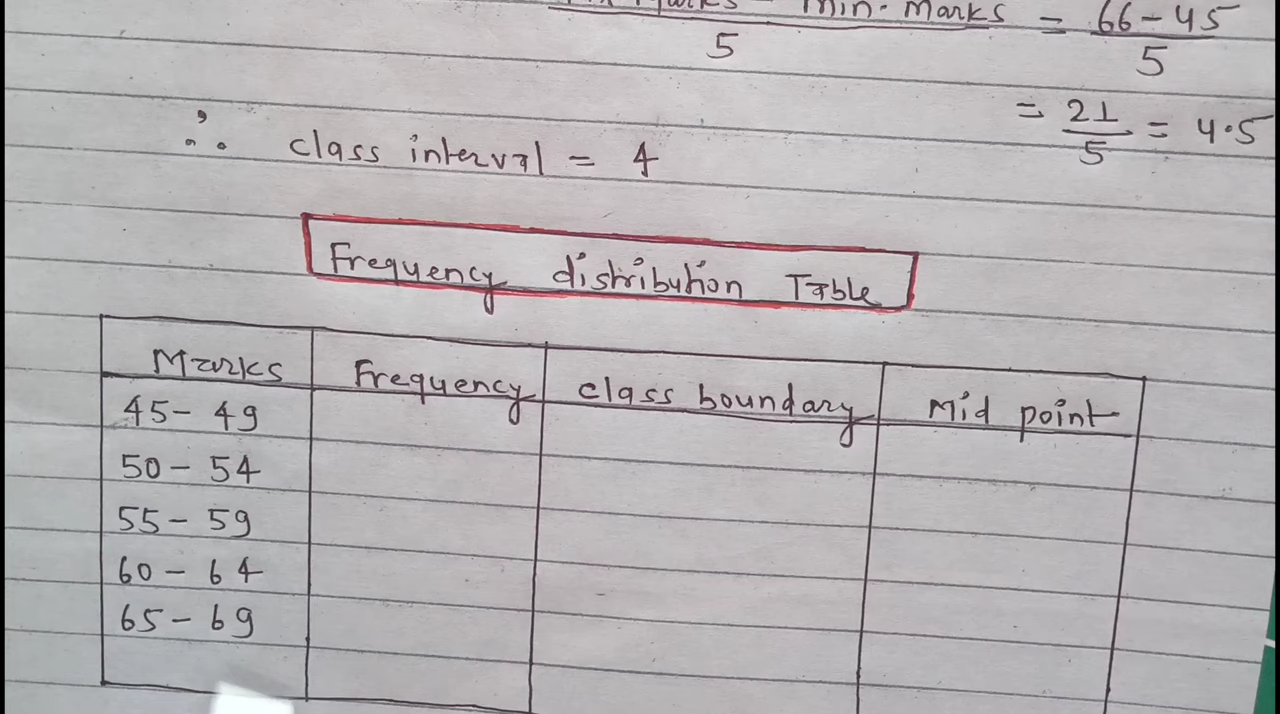 Marks - Min. Marks = 66-45
5 5
= 21/5 = 4.5
∴ class interval = 4
Frequency distribution Table
Marks Frequency class boundary Mid point
45-49
50-54
55-59
60-64
65-69